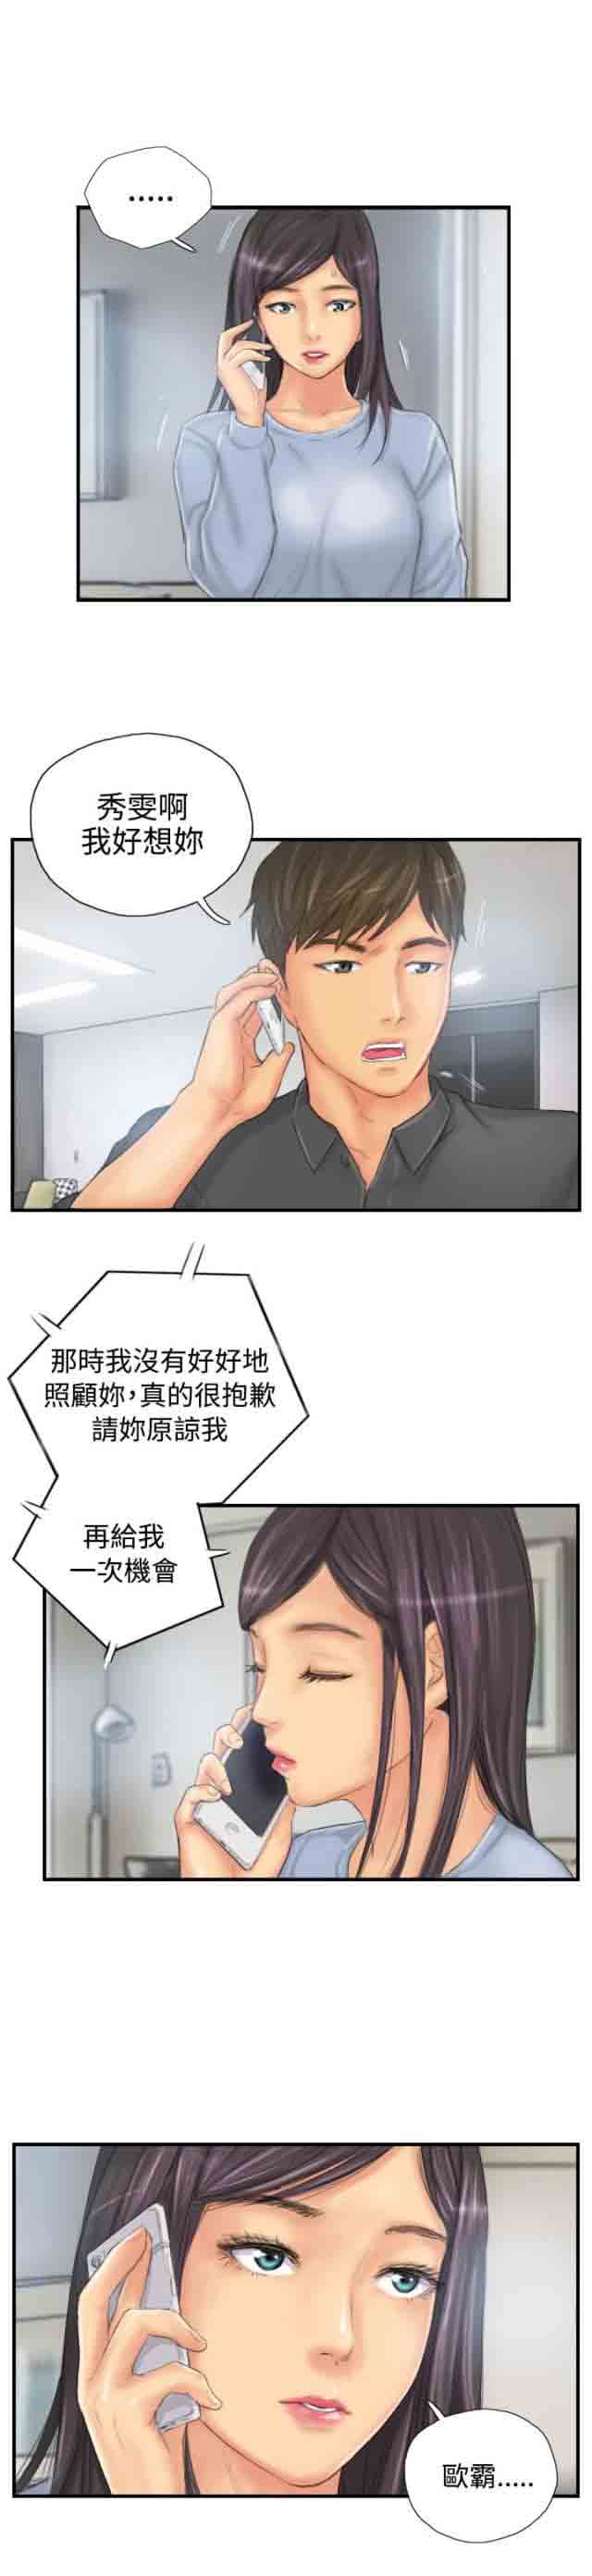 .....
秀雯啊
我好想妳
那時我沒有好好地
照顧妳，真的很抱歉
請妳原諒我
再給我
一次機會
歐霸.....